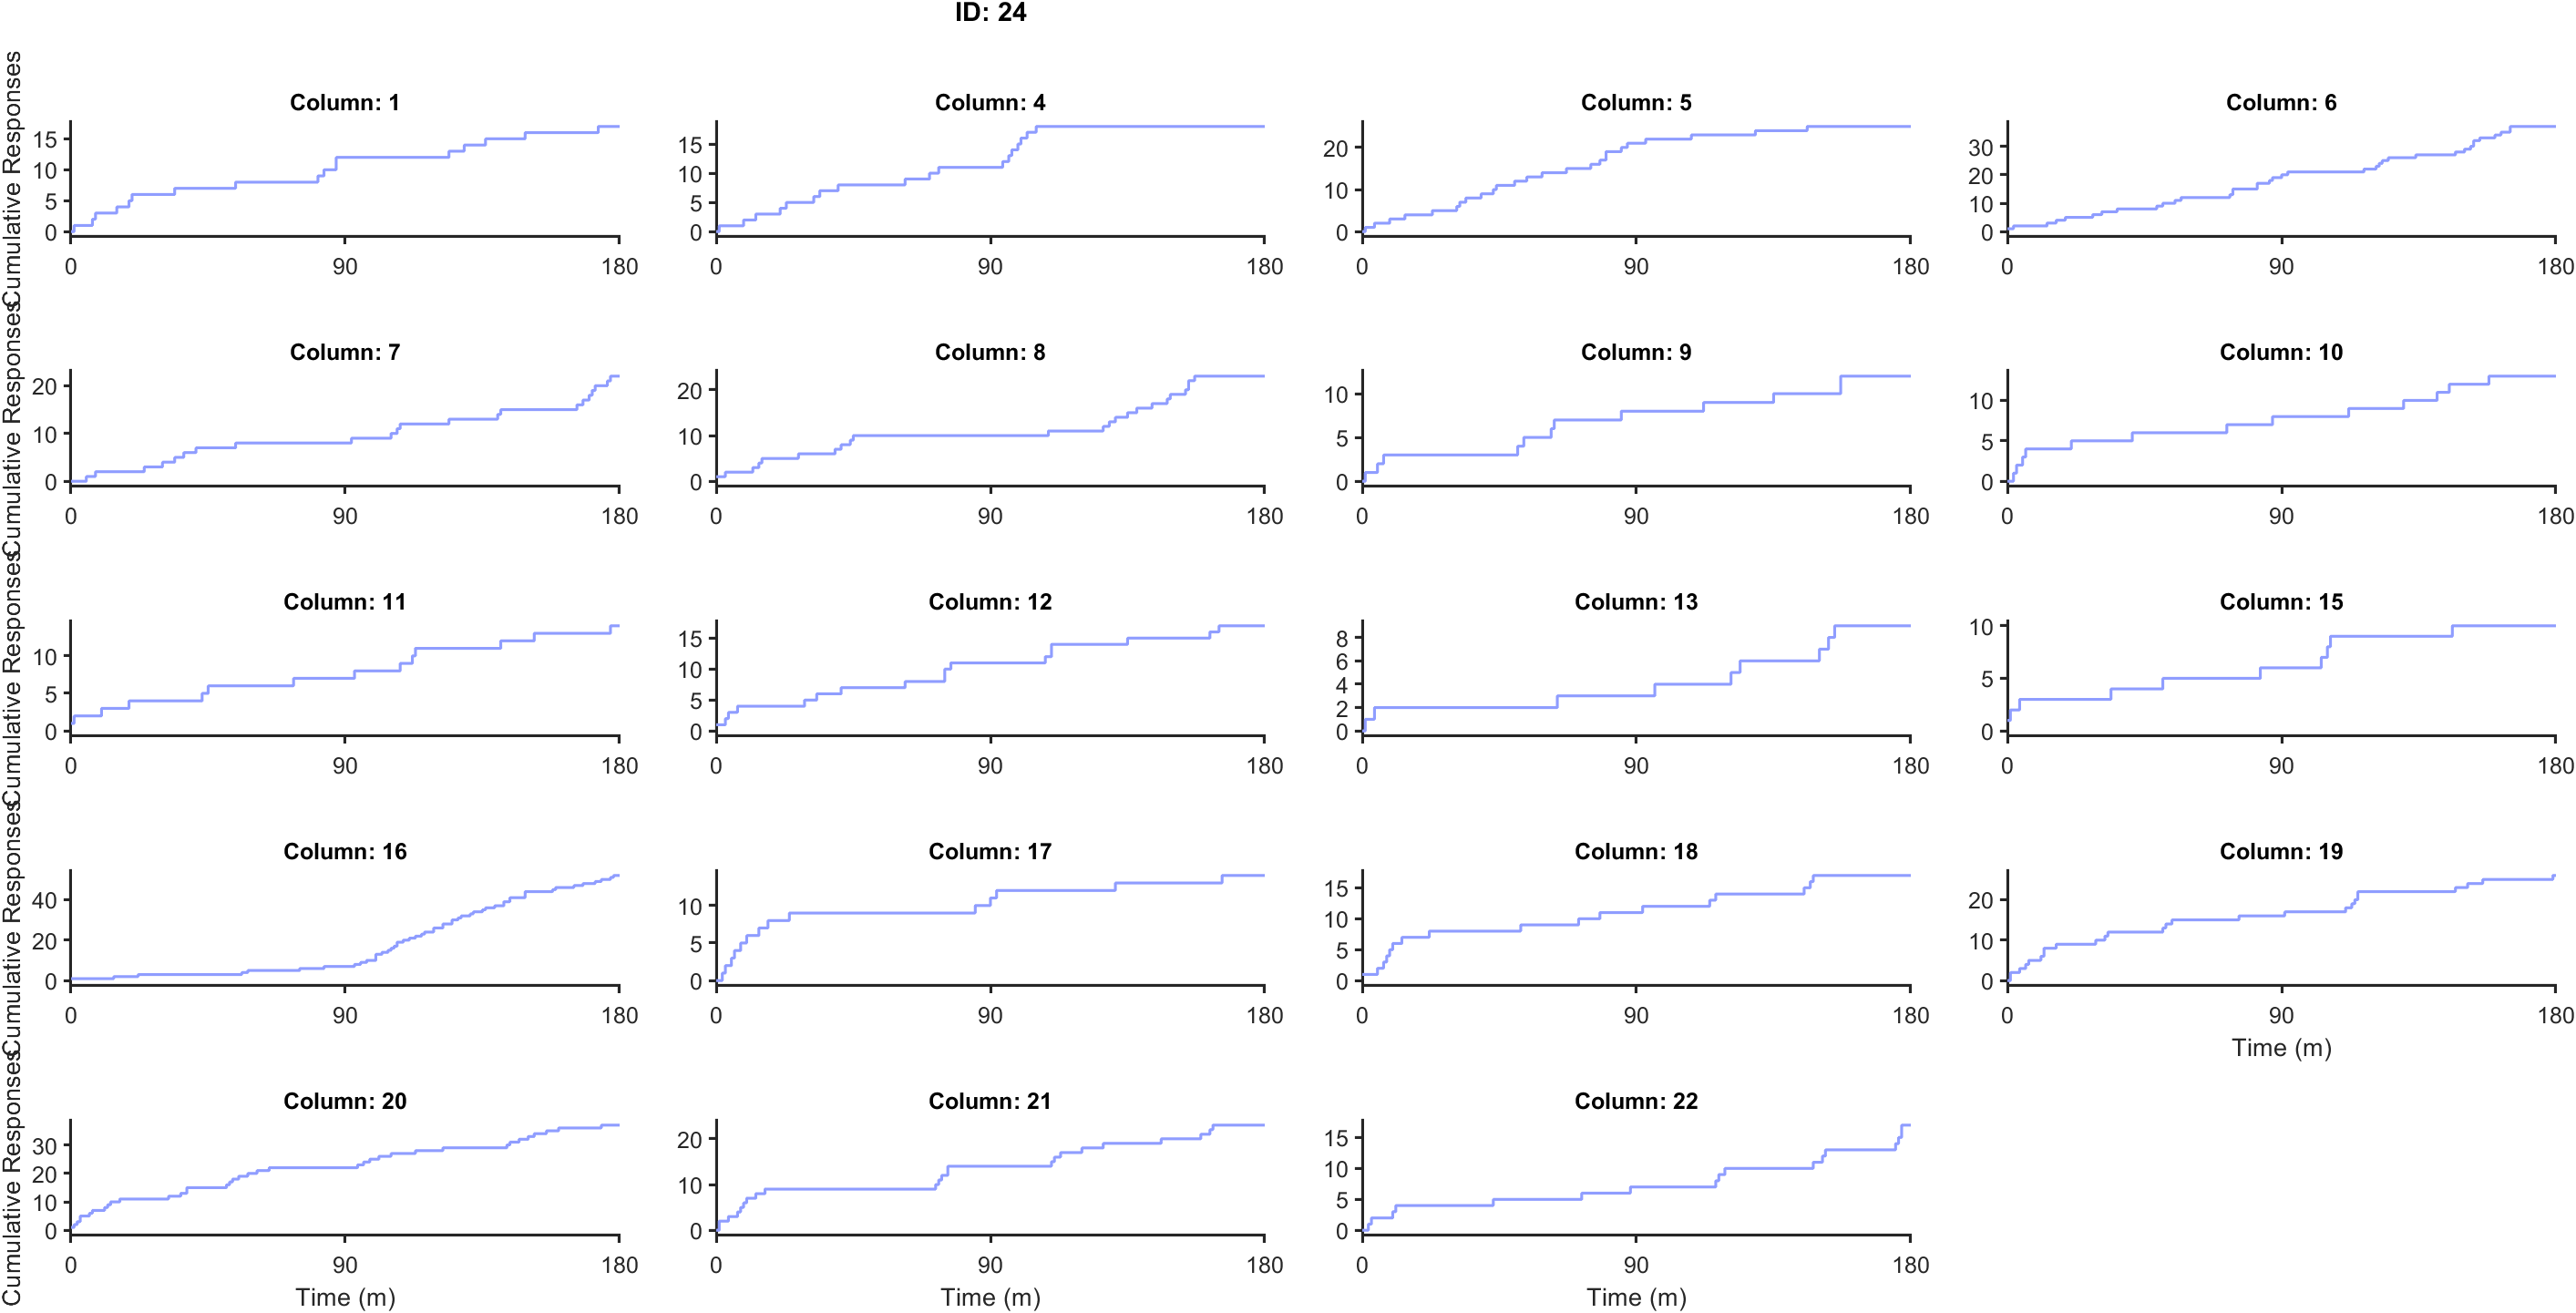 ID: 24
Column: 1
Column: 4
Column: 5
Column: 6
Cumulative Responses
0 5 10 15
0 90 180
0 5 10 15
0 90 180
0 10 20
0 90 180
0 10 20 30
0 90 180
Column: 7
Column: 8
Column: 9
Column: 10
Cumulative Responses
0 10 20
0 90 180
0 10 20
0 90 180
0 5 10
0 90 180
0 5 10
0 90 180
Column: 11
Column: 12
Column: 13
Column: 15
Cumulative Responses
0 5 10
0 90 180
0 5 10 15
0 90 180
0 2 4 6 8
0 90 180
0 5 10
0 90 180
Column: 16
Column: 17
Column: 18
Column: 19
Cumulative Responses
0 20 40
0 90 180
0 5 10
0 90 180
0 5 10 15
0 90 180
0 10 20
0 90 180
Time (m)
Column: 20
Column: 21
Column: 22
Cumulative Responses
0 10 20 30
0 90 180
Time (m)
0 10 20
0 90 180
Time (m)
0 5 10 15
0 90 180
Time (m)